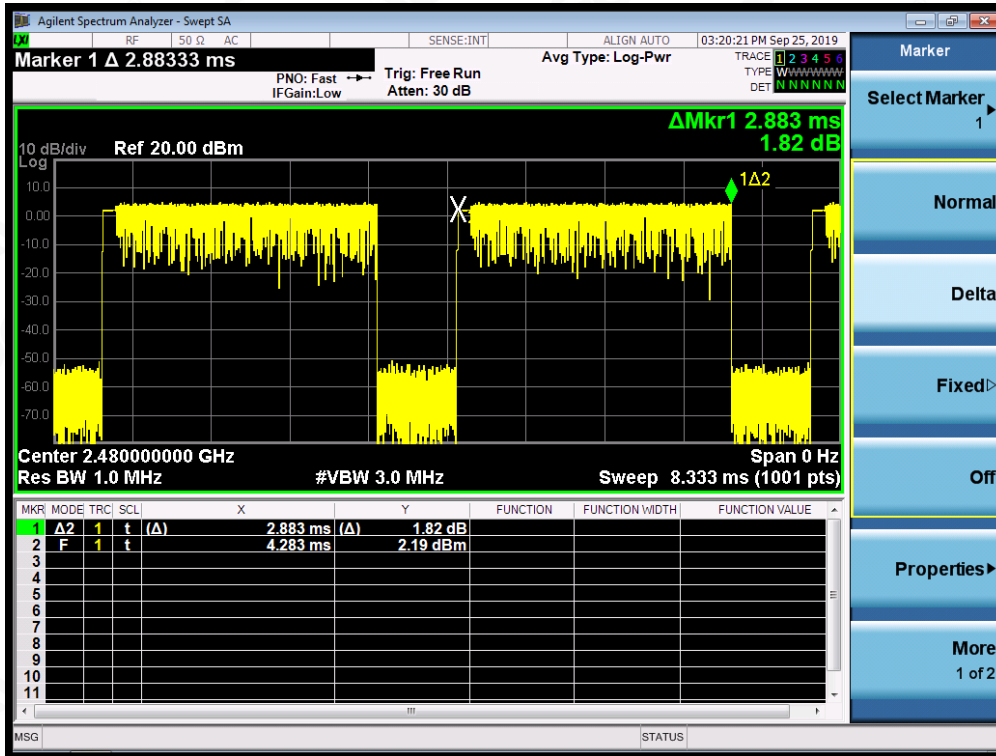 Agilent Spectrum Analyzer - Swept SA
LXI RF 50 Ω AC SENSE:INT ALIGN AUTO 03:20:21 PM Sep 25, 2019
Marker 1 Δ 2.88333 ms
PNO: Fast
IFGain:Low
Trig: Free Run
Atten: 30 dB
Avg Type: Log-Pwr
TRACE 1 2 3 4 5 6
TYPE WWWWWW
DET N N N N N N
ΔMkr1 2.883 ms
1.82 dB
10 dB/div Ref 20.00 dBm
Log
10.0
0.00
-10.0
-20.0
-30.0
-40.0
-50.0
-60.0
-70.0
X
1Δ2
Center 2.480000000 GHz Span 0 Hz
Res BW 1.0 MHz #VBW 3.0 MHz Sweep 8.333 ms (1001 pts)
MKR MODE TRC SCL X Y FUNCTION FUNCTION WIDTH FUNCTION VALUE
1 Δ2 1 t (Δ) 2.883 ms (Δ) 1.82 dB
2 F 1 t 4.283 ms 2.19 dBm
3
4
5
6
7
8
9
10
11
MSG STATUS
Marker
Select Marker
1
Normal
Delta
Fixed
Off
Properties
More
1 of 2